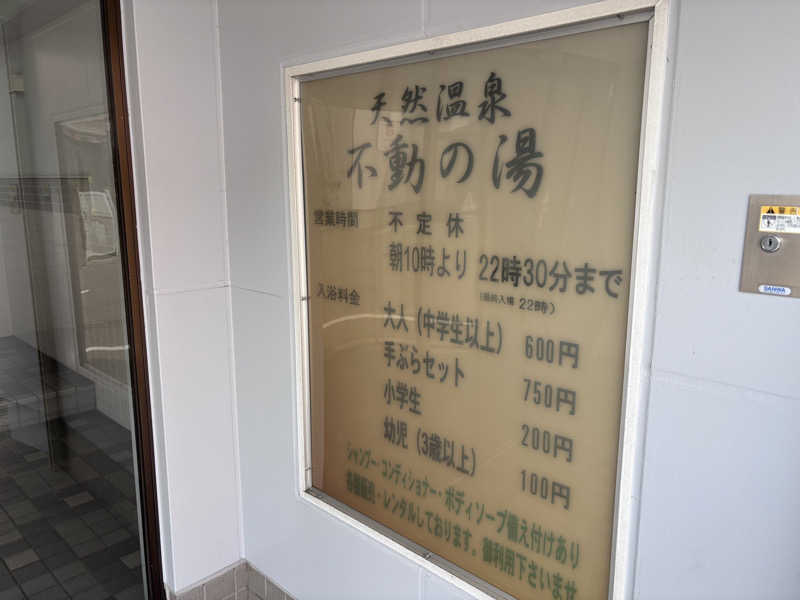 天然温泉
不動の湯
営業時間 不定休
朝10時より 22時30分まで
(最終入場 22時)
入浴料金
大人(中学生以上) 600円
手ぶらセット 750円
小学生 200円
幼児(3歳以上) 100円
シャンプー・コンディショナー・ボディソープ備え付けあり
各種販売・レンタルしております。御利用下さいませ
警告
SANWA